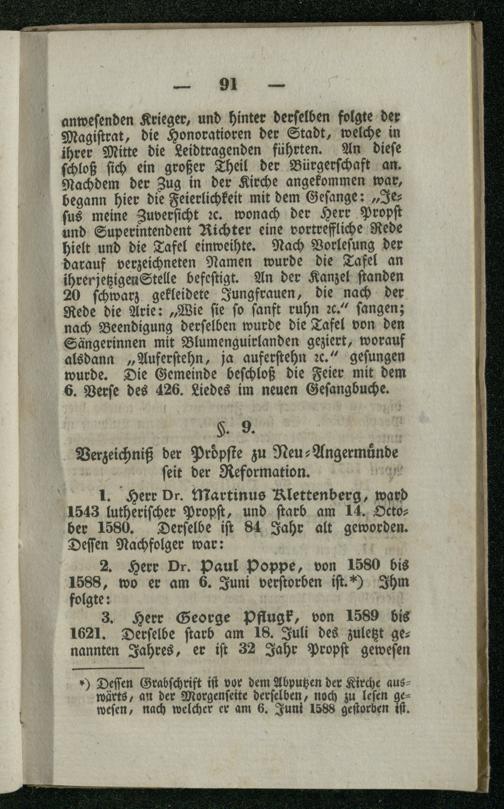 — 91 —
anwesenden Krieger, und hinter derselben folgte der
Magistrat, die Honoratioren der Stadt, welche in
ihrer Mitte die Leidtragenden führten. An diese
schloß sich ein großer Theil der Bürgerschaft an.
Nachdem der Zug in der Kirche angekommen war,
begann hier die Feierlichkeit mit dem Gesange: „Je-
sus meine Zuversicht ꝛc. wonach der Herr Propst
und Superintendent Richter eine vortreffliche Rede
hielt und die Tafel einweihte. Nach Vorlesung der
darauf verzeichneten Namen wurde die Tafel an
ihrer jetzigen Stelle befestigt. An der Kanzel standen
20 schwarz gekleidete Jungfrauen, die nach der
Rede die Arie: „Wie sie so sanft ruhn ꝛc.“ sangen;
nach Beendigung derselben wurde die Tafel von den
Sängerinnen mit Blumenguirlanden geziert, worauf
alsdann „Auferstehn, ja auferstehn ꝛc.“ gesungen
wurde. Die Gemeinde beschloß die Feier mit dem
6. Verse des 426. Liedes im neuen Gesangbuche.
§. 9.
Verzeichniß der Pröpste zu Neu-Angermünde
seit der Reformation.
1. Herr Dr. Martinus Klettenberg, ward
1543 lutherischer Propst, und starb am 14. Octo-
ber 1580. Derselbe ist 84 Jahr alt geworden.
Dessen Nachfolger war:
2. Herr Dr. Paul Poppe, von 1580 bis
1588, wo er am 6. Juni verstorben ist.*) Ihm
folgte:
3. Herr George Pflugk, von 1589 bis
1621. Derselbe starb am 18. Juli des zuletzt ge-
nannten Jahres, er ist 32 Jahr Propst gewesen
*) Dessen Grabschrift ist vor dem Abputzen der Kirche aus-
wärts, an der Morgenseite derselben, noch zu lesen ge-
wesen, nach welcher er am 6. Juni 1588 gestorben ist.